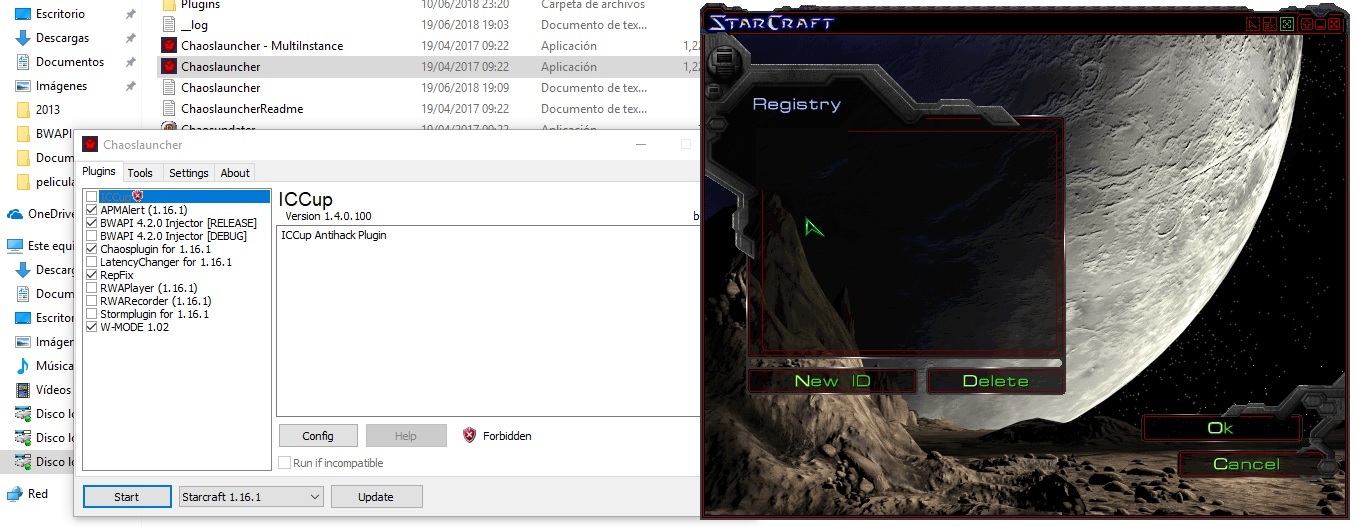 Escritorio
Descargas
Documentos
Imágenes
2013
BWAPI
Docum
película
OneDrive
Este equi
Descarg
Docum
Escritor
Imáger
Música
Vídeos
Disco lo
Disco lo
Disco lo
Red
Plugins 10/06/2018 23:20 Carpeta de archivos
__log 19/06/2018 19:03 Documento de tex...
Chaoslauncher - MultiInstance 19/04/2017 09:22 Aplicación 1,22
Chaoslauncher 19/04/2017 09:22 Aplicación 1,22
Chaoslauncher 19/06/2018 19:09 Documento de tex...
ChaoslauncherReadme 19/04/2017 09:22 Documento de tex...
Chaosupdater 19/04/2017 09:22 Aplicación
Chaoslauncher
Plugins Tools Settings About
ICCup
APMAlert (1.16.1)
BWAPI 4.2.0 Injector [RELEASE]
BWAPI 4.2.0 Injector [DEBUG]
Chaosplugin for 1.16.1
LatencyChanger for 1.16.1
RepFix
RWAPlayer (1.16.1)
RWARecorder (1.16.1)
Stormplugin for 1.16.1
W-MODE 1.02
ICCup
Version 1.4.0.100 b
ICCup Antihack Plugin
Config Help Forbidden
Run if incompatible
Start Starcraft 1.16.1 Update
STARCRAFT
Registry
New ID Delete
Ok
Cancel